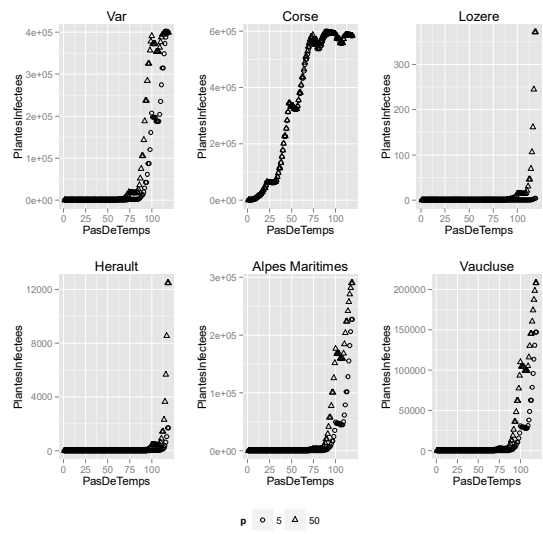 Var
Corse
Lozere
PlantesInfectees
4e+05
3e+05
2e+05
1e+05
0e+00
0 25 50 75 100
PasDeTemps
PlantesInfectees
6e+05
4e+05
2e+05
0e+00
0 25 50 75 100
PasDeTemps
PlantesInfectees
300
200
100
0
0 25 50 75 100
PasDeTemps
Herault
Alpes Maritimes
Vaucluse
PlantesInfectees
12000
8000
4000
0
0 25 50 75 100
PasDeTemps
PlantesInfectees
3e+05
2e+05
1e+05
0e+00
0 25 50 75 100
PasDeTemps
PlantesInfectees
200000
150000
100000
50000
0
0 25 50 75 100
PasDeTemps
p 5 50